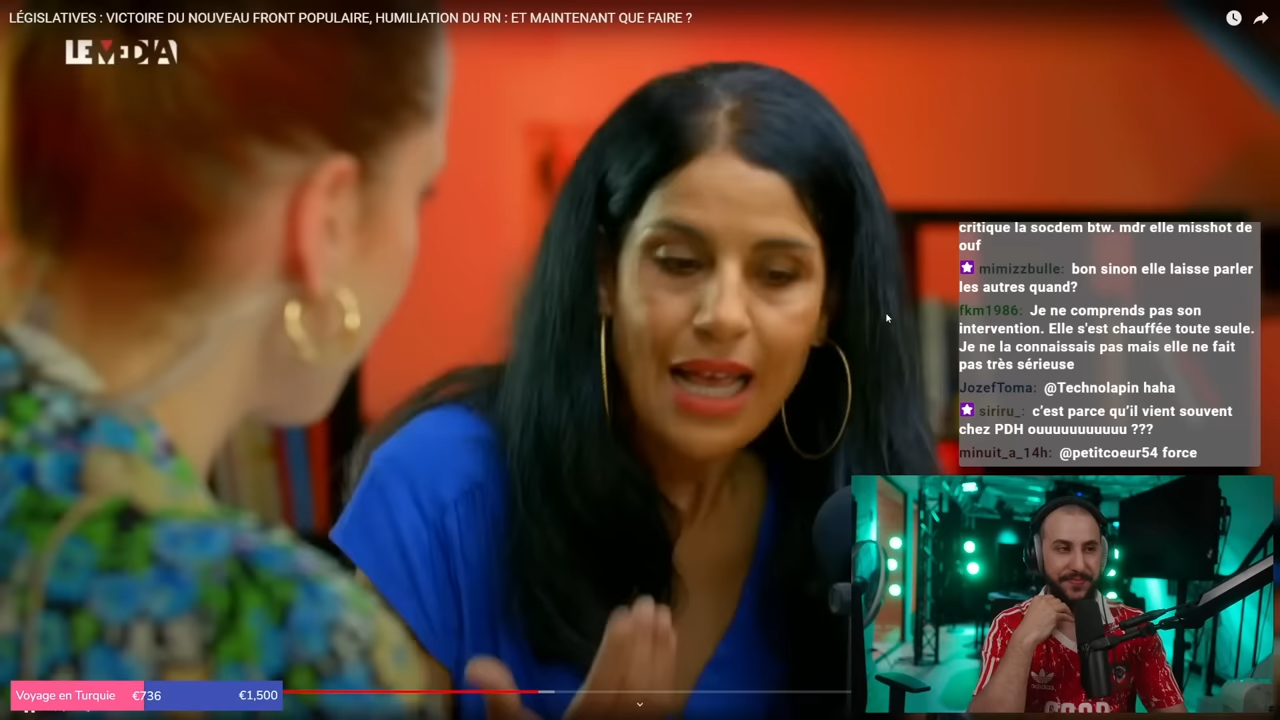 LÉGISLATIVES : VICTOIRE DU NOUVEAU FRONT POPULAIRE, HUMILIATION DU RN : ET MAINTENANT QUE FAIRE ?
LE MEDIA
critique la socdem btw. mdr elle misshot de
ouf
mimizzbulle: bon sinon elle laisse parler
les autres quand?
fkm1986: Je ne comprends pas son
intervention. Elle s'est chauffée toute seule.
Je ne la connaissais pas mais elle ne fait
pas très sérieuse
JozefToma: @Technolapin haha
siriru_: c’est parce qu’il vient souvent
chez PDH ouuuuuuuuuuu ???
minuit_a_14h: @petitcoeur54 force
Voyage en Turquie €736 €1,500
adidas